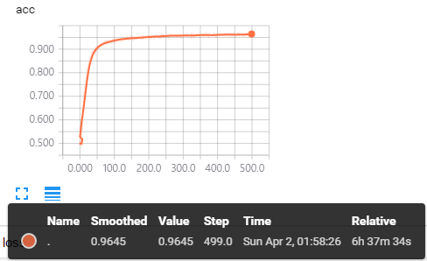 acc
0.900
0.800
0.700
0.600
0.500
0.000 100.0 200.0 300.0 400.0 500.0
Name Smoothed Value Step Time Relative
los . 0.9645 0.9645 499.0 Sun Apr 2, 01:58:26 6h 37m 34s